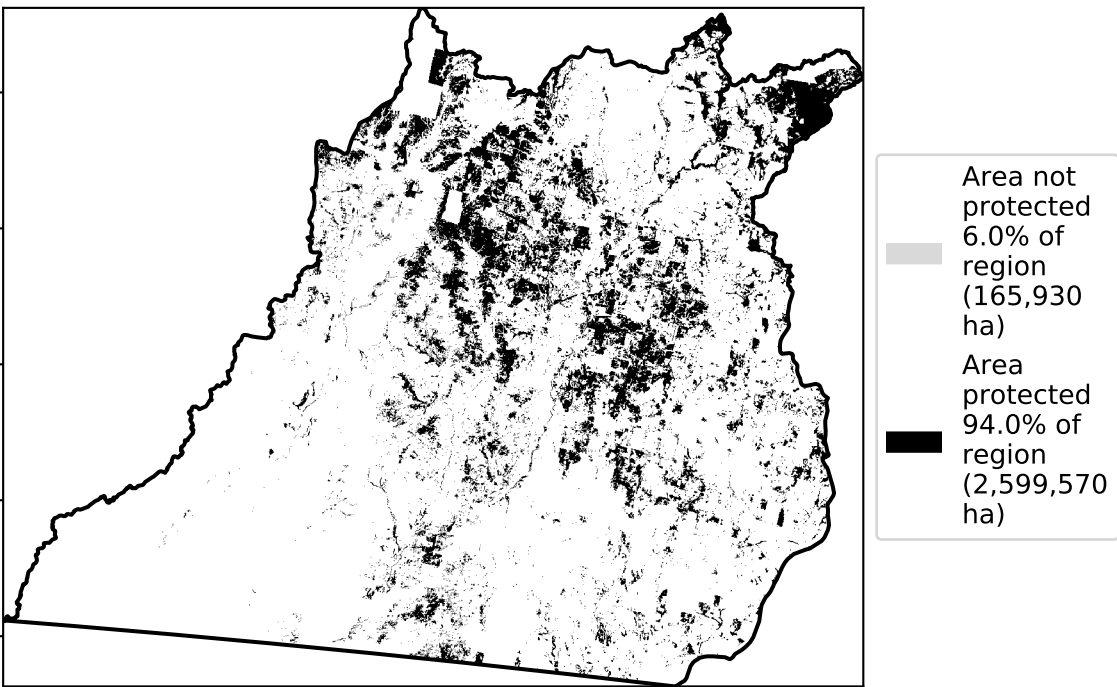 Area not
protected
6.0% of
region
(165,930
ha)
Area
protected
94.0% of
region
(2,599,570
ha)